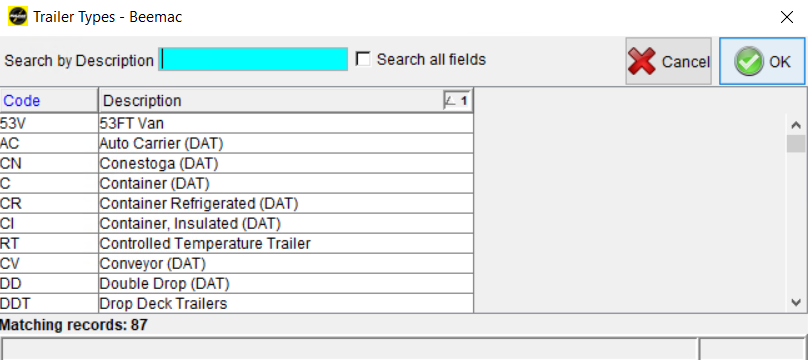 Trailer Types - Beemac
Search by Description Search all fields Cancel OK
Code Description 1
53V 53FT Van
AC Auto Carrier (DAT)
CN Conestoga (DAT)
C Container (DAT)
CR Container Refrigerated (DAT)
CI Container, Insulated (DAT)
RT Controlled Temperature Trailer
CV Conveyor (DAT)
DD Double Drop (DAT)
DDT Drop Deck Trailers
Matching records: 87